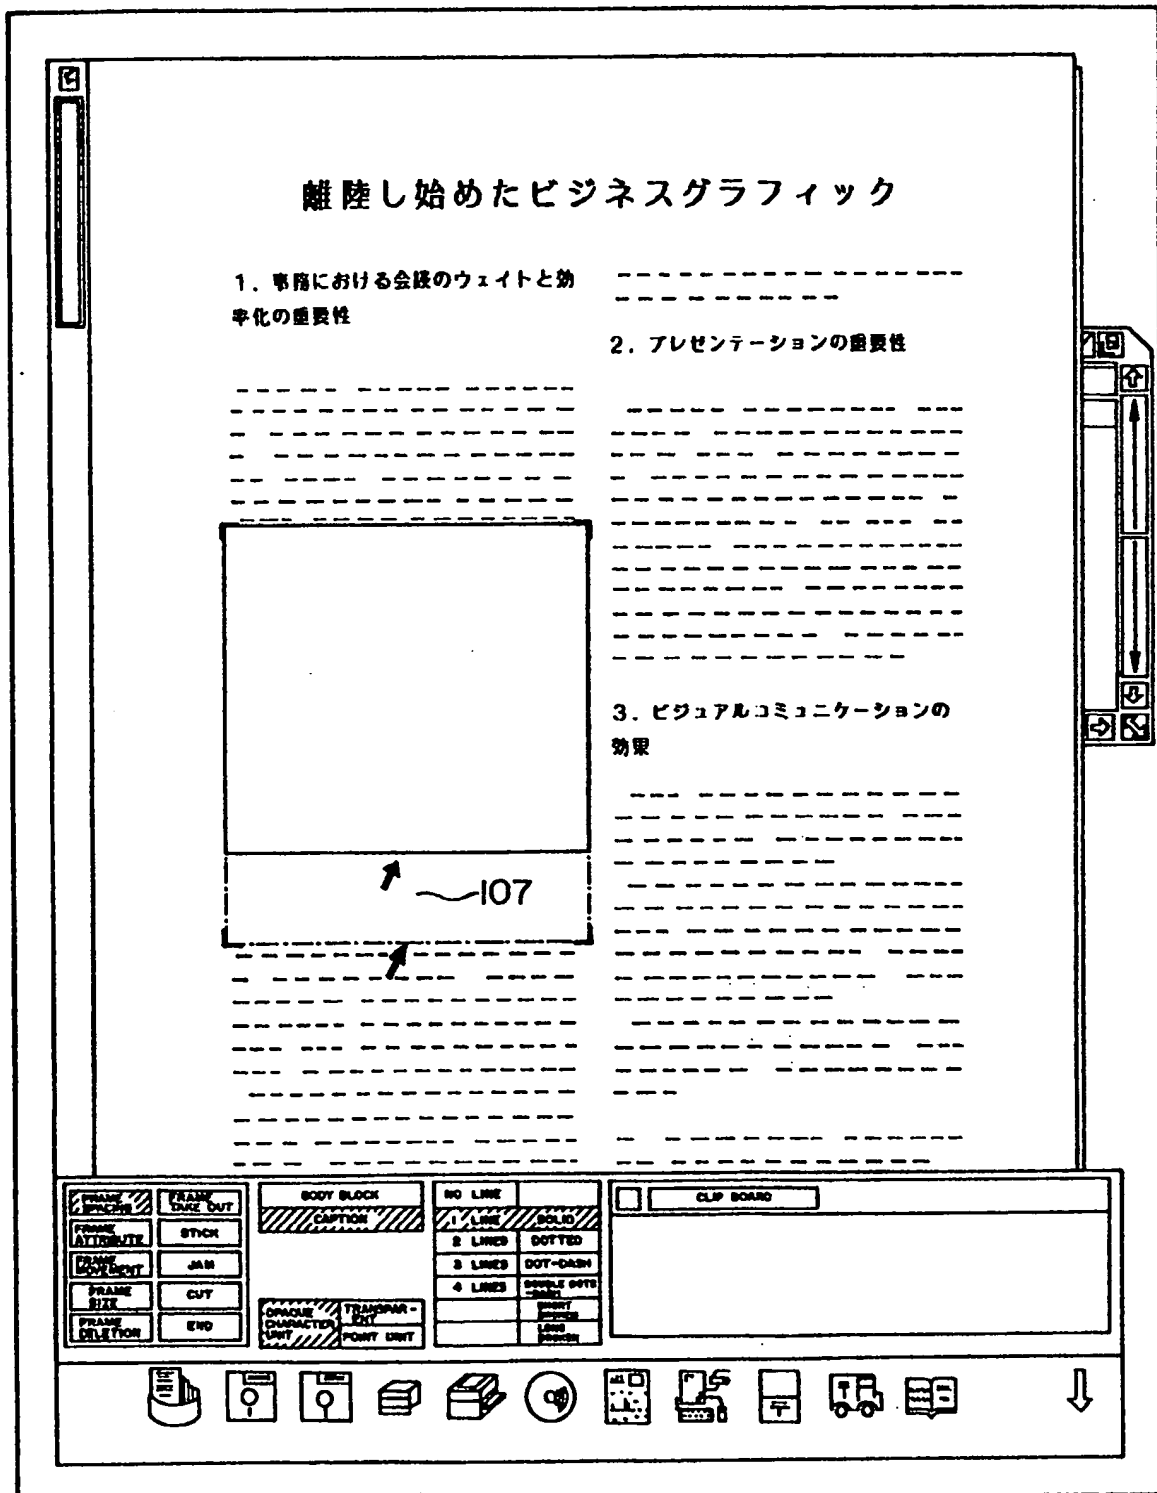 離陸し始めたビジネスグラフィック
1. 事務における会議のウェイトと効
率化の重要性
2. プレゼンテーションの重要性
3. ビジュアルコミュニケーションの
効果
107
FRAME SPACING
FRAME TAKE OUT
FRAME ATTRIBUTE
STICK
FRAME MOVEMENT
JAM
FRAME SIZE
CUT
FRAME DELETION
END
BODY BLOCK
CAPTION
OPAQUE
CHARACTER UNIT
TRANSPAR-
ENT
POINT UNIT
NO LINE
1 LINE
SOLID
2 LINES
DOTTED
3 LINES
DOT-DASH
4 LINES
DOUBLE DOTS
-DASH
SHORT
BROKEN
LONG
BROKEN
CLIP BOARD